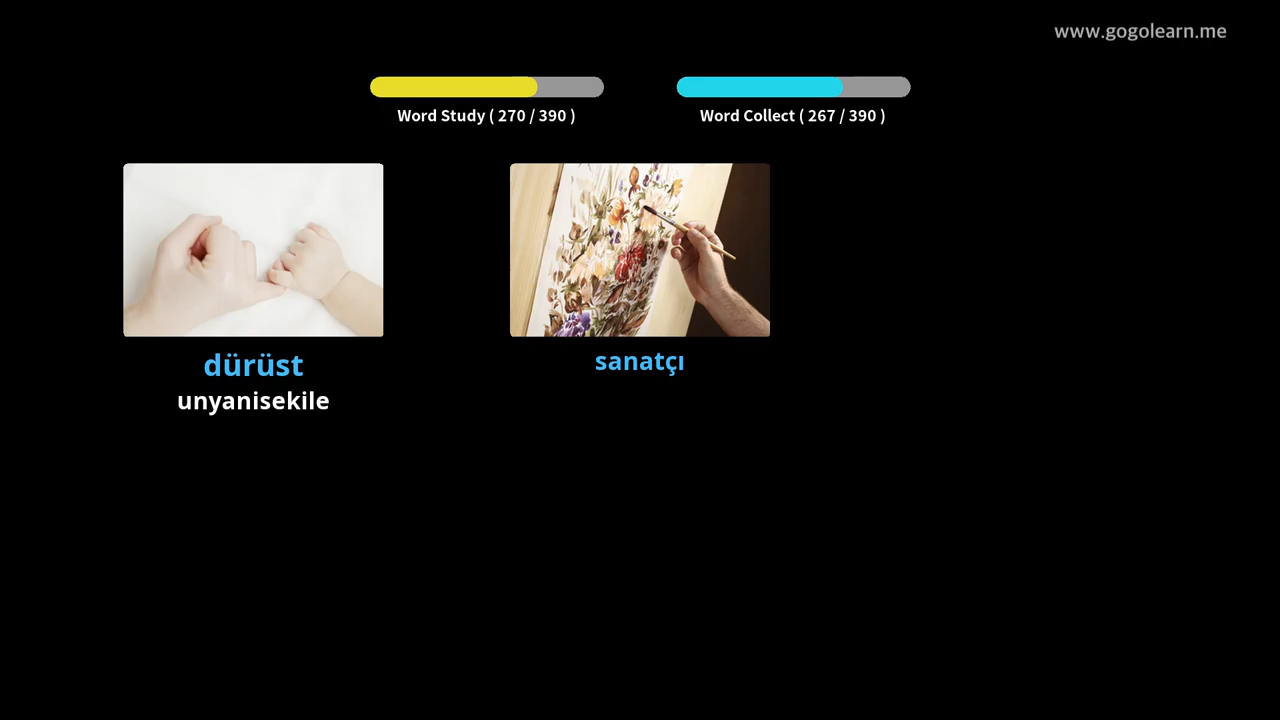 www.gogolearn.me
Word Study ( 270 / 390 )
Word Collect ( 267 / 390 )
dürüst
unyanisekile
sanatçı